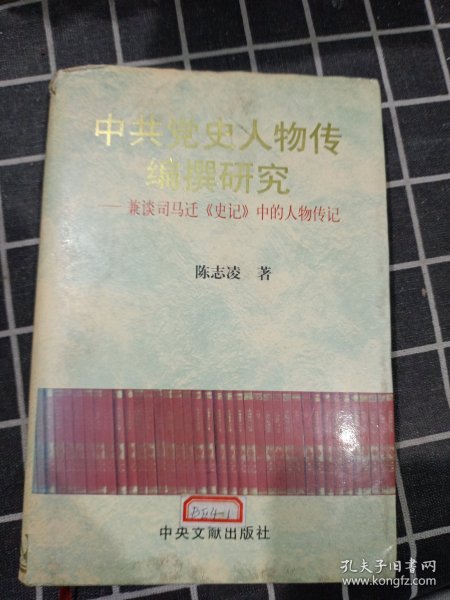 中共党史人物传
编撰研究
——兼谈司马迁《史记》中的人物传记
陈志凌 著
中央文献出版社
孔夫子旧书网
www.kongfz.com